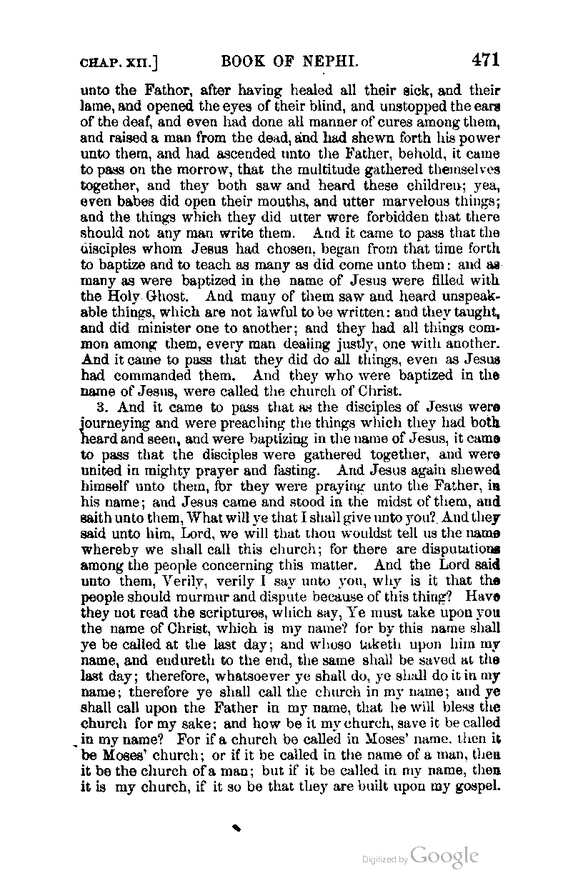 CHAP. XII.] BOOK OF NEPHI. 471
unto the Fathor, after having healed all their sick, and their
lame, and opened the eyes of their blind, and unstopped the ears
of the deaf, and even had done all manner of cures among them,
and raised a man from the dead, and had shewn forth his power
unto them, and had ascended unto the Father, behold, it came
to pass on the morrow, that the multitude gathered themselves
together, and they both saw and heard these children; yea,
even babes did open their mouths, and utter marvelous things;
and the things which they did utter were forbidden that there
should not any man write them. And it came to pass that the
disciples whom Jesus had chosen, began from that time forth
to baptize and to teach as many as did come unto them: and as
many as were baptized in the name of Jesus were filled with
the Holy Ghost. And many of them saw and heard unspeak-
able things, which are not lawful to be written: and they taught,
and did minister one to another; and they had all things com-
mon among them, every man dealing justly, one with another.
And it came to pass that they did do all things, even as Jesus
had commanded them. And they who were baptized in the
name of Jesus, were called the church of Christ.
3. And it came to pass that as the disciples of Jesus were
journeying and were preaching the things which they had both
heard and seen, and were baptizing in the name of Jesus, it came
to pass that the disciples were gathered together, and were
united in mighty prayer and fasting. And Jesus again shewed
himself unto them, for they were praying unto the Father, in
his name; and Jesus came and stood in the midst of them, and
saith unto them, What will ye that I shall give unto you? And they
said unto him, Lord, we will that thou wouldst tell us the name
whereby we shall call this church; for there are disputations
among the people concerning this matter. And the Lord said
unto them, Verily, verily I say unto you, why is it that the
people should murmur and dispute because of this thing? Have
they not read the scriptures, which say, Ye must take upon you
the name of Christ, which is my name? for by this name shall
ye be called at the last day; and whoso taketh upon him my
name, and endureth to the end, the same shall be saved at the
last day; therefore, whatsoever ye shall do, ye shall do it in my
name; therefore ye shall call the church in my name; and ye
shall call upon the Father in my name, that he will bless the
church for my sake; and how be it my church, save it be called
in my name? For if a church be called in Moses' name. then it
be Moses' church; or if it be called in the name of a man, then
it be the church of a man; but if it be called in my name, then
it is my church, if it so be that they are built upon my gospel.
Digitized by Google